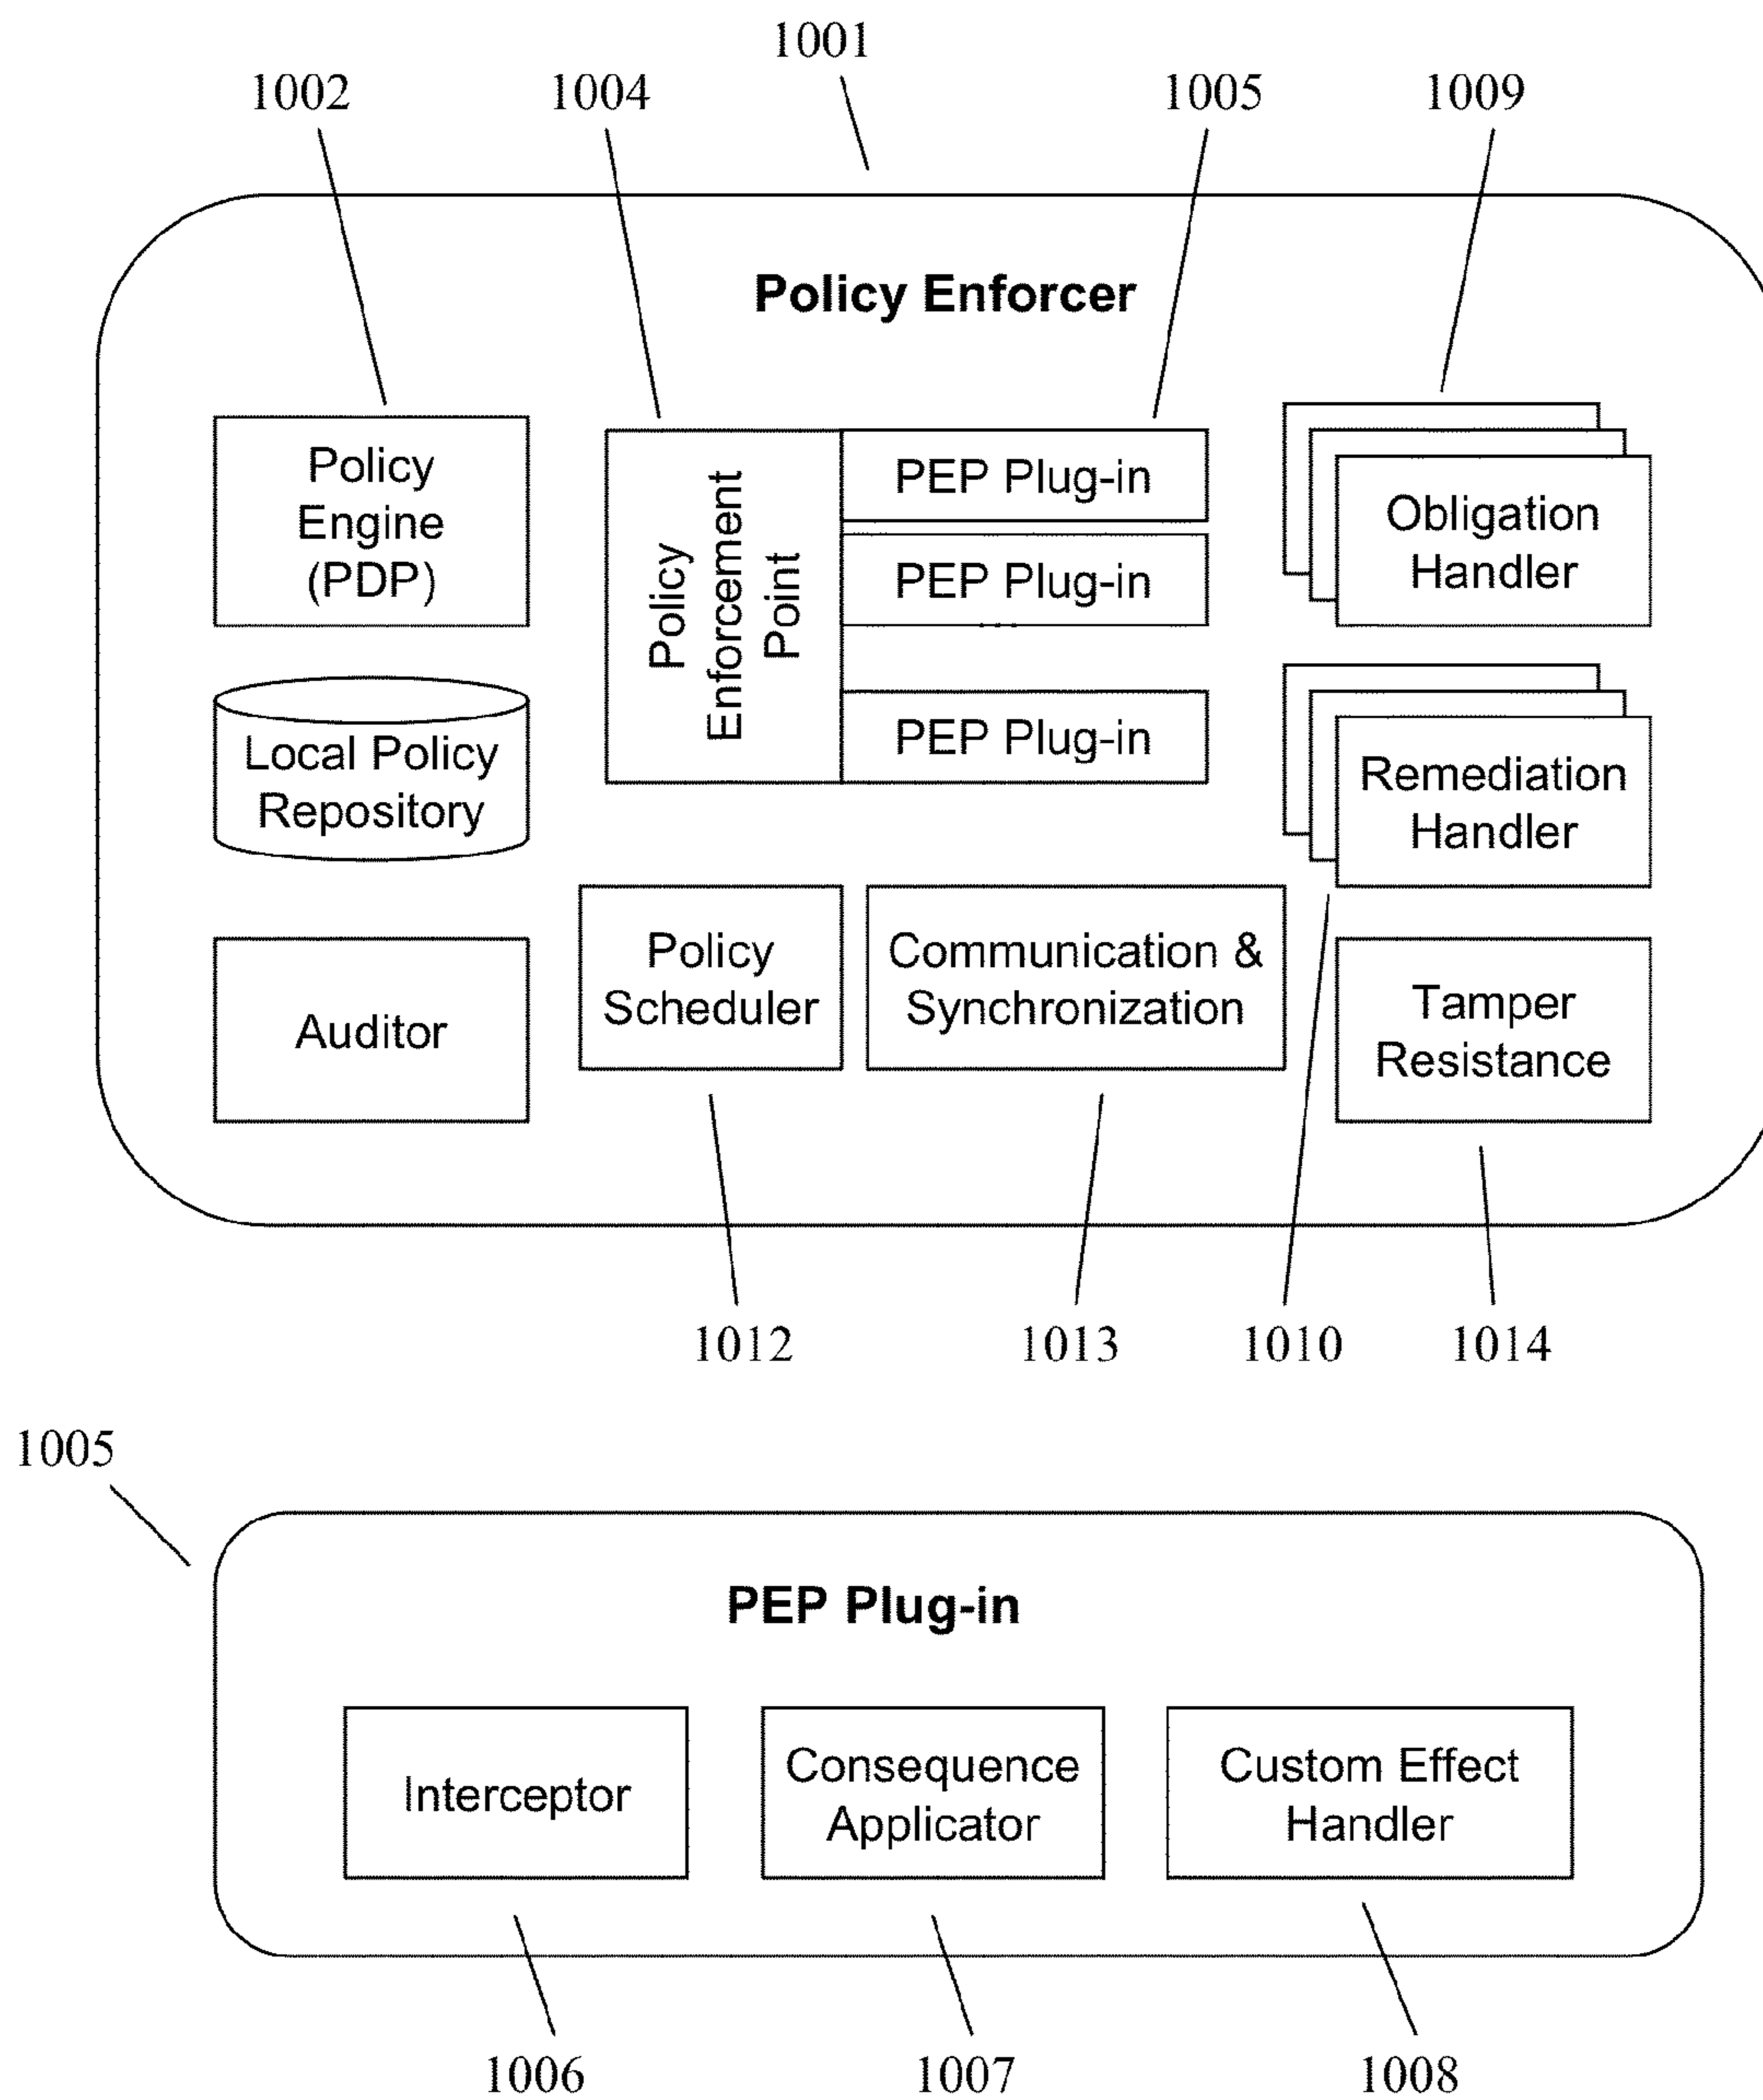 1001
1002
1004
1005
1009
Policy Enforcer
Policy
Engine
(PDP)
Policy
Enforcement
Point
PEP Plug-in
PEP Plug-in
PEP Plug-in
Obligation
Handler
Local Policy
Repository
Remediation
Handler
Auditor
Policy
Scheduler
Communication &
Synchronization
Tamper
Resistance
1012
1013
1010
1014
1005
PEP Plug-in
Interceptor
Consequence
Applicator
Custom Effect
Handler
1006
1007
1008